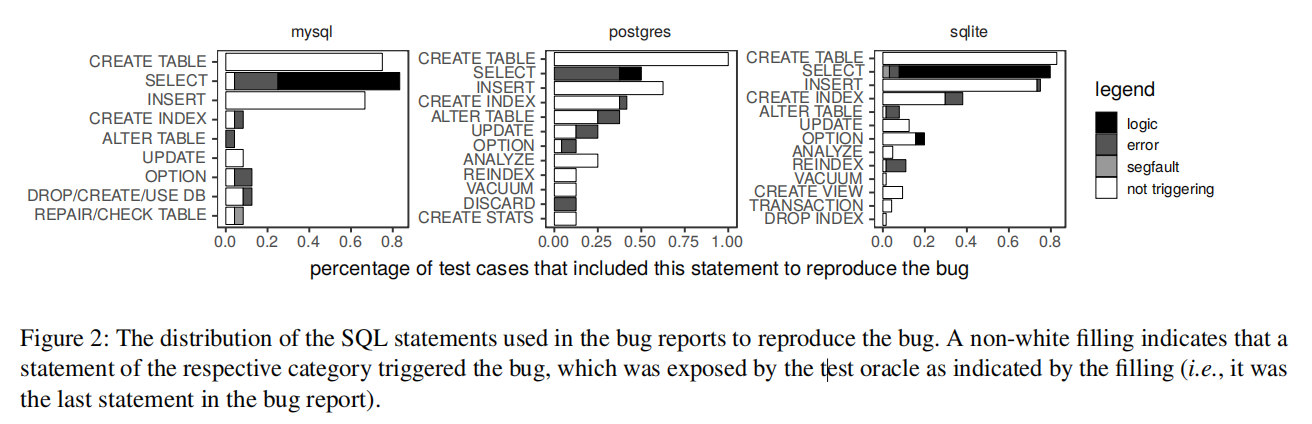 mysql
postgres
sqlite
CREATE TABLE
SELECT
INSERT
CREATE INDEX
ALTER TABLE
UPDATE
OPTION
DROP/CREATE/USE DB
REPAIR/CHECK TABLE
0.0 0.2 0.4 0.6 0.8
CREATE TABLE
SELECT
INSERT
CREATE INDEX
ALTER TABLE
UPDATE
OPTION
ANALYZE
REINDEX
VACUUM
DISCARD
CREATE STATS
0.00 0.25 0.50 0.75 1.00
CREATE TABLE
SELECT
INSERT
CREATE INDEX
ALTER TABLE
UPDATE
OPTION
ANALYZE
REINDEX
VACUUM
CREATE VIEW
TRANSACTION
DROP INDEX
0.0 0.2 0.4 0.6 0.8
legend
logic
error
segfault
not triggering
percentage of test cases that included this statement to reproduce the bug
Figure 2: The distribution of the SQL statements used in the bug reports to reproduce the bug. A non-white filling indicates that a
statement of the respective category triggered the bug, which was exposed by the test oracle as indicated by the filling (i.e., it was
the last statement in the bug report).